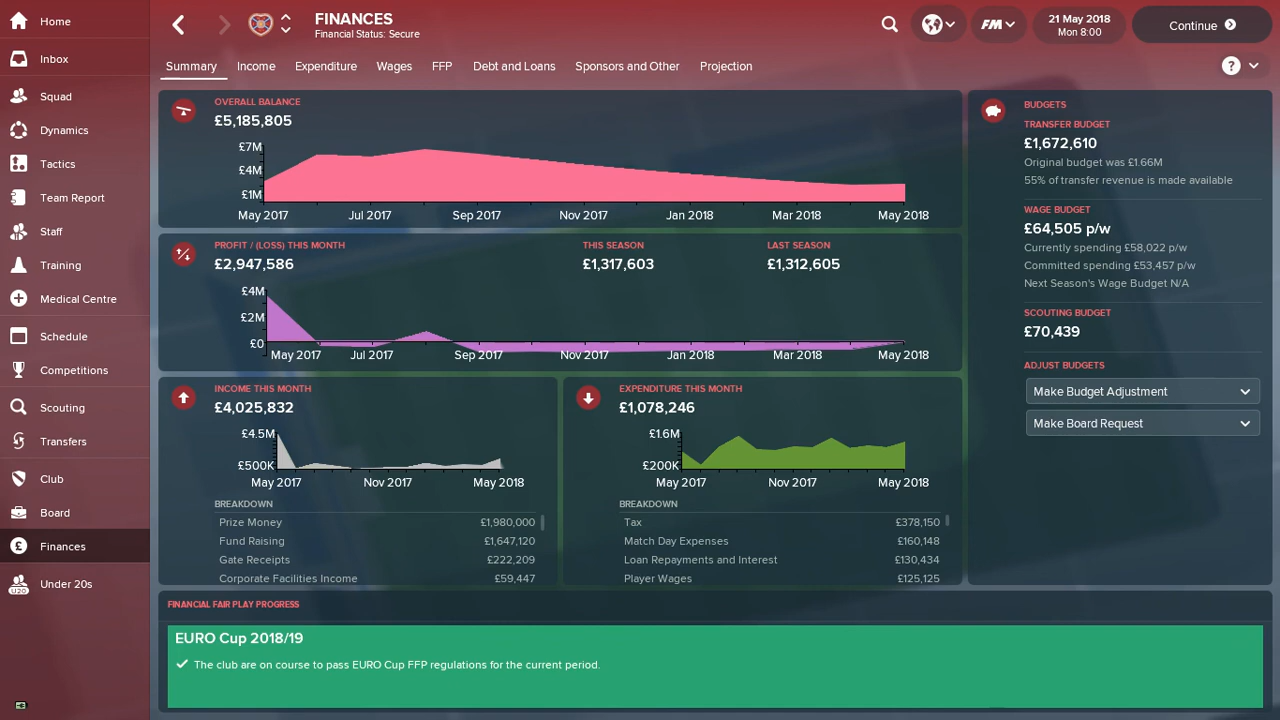 Home
Inbox
Squad
Dynamics
Tactics
Team Report
Staff
Training
Medical Centre
Schedule
Competitions
Scouting
Transfers
Club
Board
Finances
Under 20s
U20
FINANCES
Financial Status: Secure
FM
21 May 2018
Mon 8:00
Continue
Summary Income Expenditure Wages FFP Debt and Loans Sponsors and Other Projection
?
OVERALL BALANCE
£5,185,805
£7M
£4M
£1M
May 2017 Jul 2017 Sep 2017 Nov 2017 Jan 2018 Mar 2018 May 2018
PROFIT / (LOSS) THIS MONTH THIS SEASON LAST SEASON
£2,947,586 £1,317,603 £1,312,605
£4M
£2M
£0
May 2017 Jul 2017 Sep 2017 Nov 2017 Jan 2018 Mar 2018 May 2018
INCOME THIS MONTH
£4,025,832
£4.5M
£500K
May 2017 Nov 2017 May 2018
BREAKDOWN
Prize Money £1,980,000
Fund Raising £1,647,120
Gate Receipts £222,209
Corporate Facilities Income £59,447
EXPENDITURE THIS MONTH
£1,078,246
£1.6M
£200K
May 2017 Nov 2017 May 2018
BREAKDOWN
Tax £378,150
Match Day Expenses £160,148
Loan Repayments and Interest £130,434
Player Wages £125,125
BUDGETS
TRANSFER BUDGET
£1,672,610
Original budget was £1.66M
55% of transfer revenue is made available
WAGE BUDGET
£64,505 p/w
Currently spending £58,022 p/w
Committed spending £53,457 p/w
Next Season's Wage Budget N/A
SCOUTING BUDGET
£70,439
ADJUST BUDGETS
Make Budget Adjustment
Make Board Request
FINANCIAL FAIR PLAY PROGRESS
EURO Cup 2018/19
The club are on course to pass EURO Cup FFP regulations for the current period.